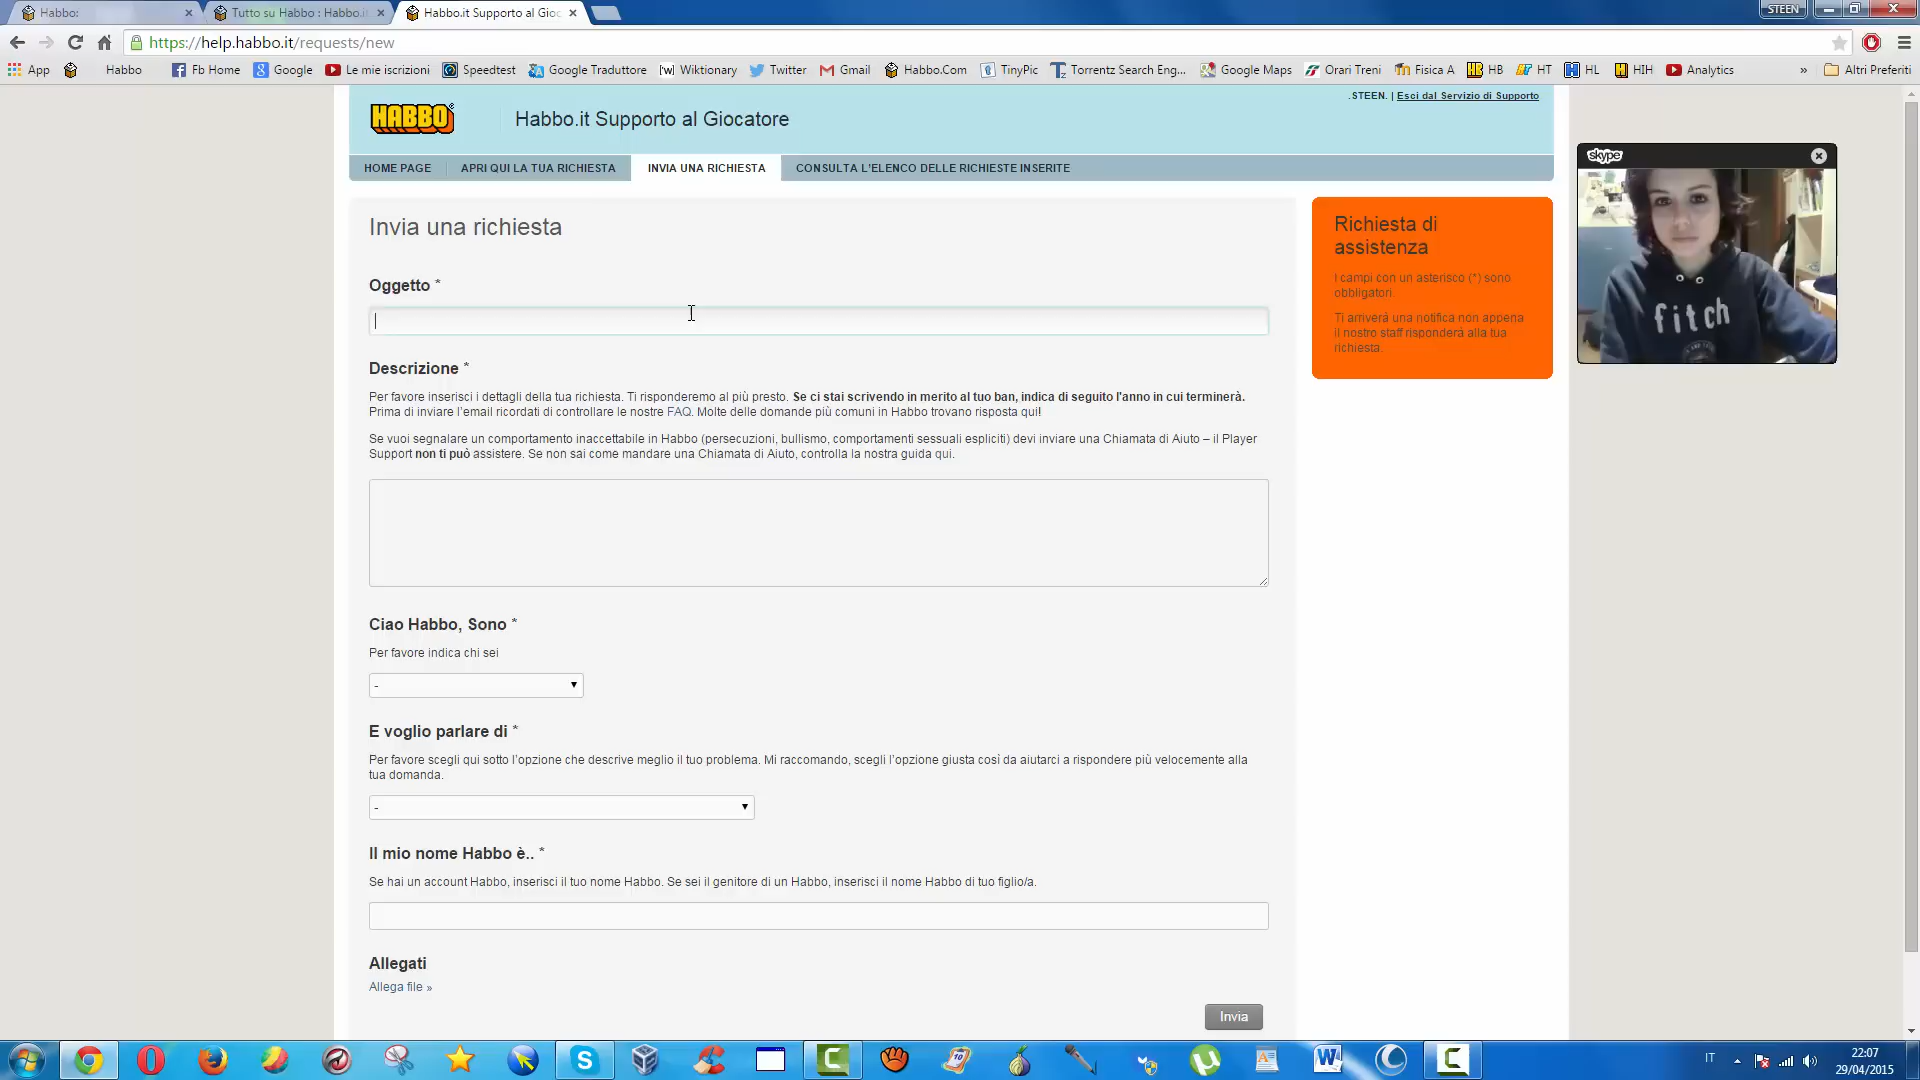 Habbo:
Tutto su Habbo : Habbo.it
Habbo.it Supporto al Gioc
STEEN
https://help.habbo.it/requests/new
App
Habbo
Fb Home
Google
Le mie iscrizioni
Speedtest
Google Traduttore
Wiktionary
Twitter
Gmail
Habbo.Com
TinyPic
Torrentz Search Eng...
Google Maps
Orari Treni
Fisica A
HB
HT
HL
HIH
Analytics
»
Altri Preferiti
HABBO
Habbo.it Supporto al Giocatore
.STEEN. | Esci dal Servizio di Supporto
HOME PAGE
APRI QUI LA TUA RICHIESTA
INVIA UNA RICHIESTA
CONSULTA L'ELENCO DELLE RICHIESTE INSERITE
Invia una richiesta
Oggetto *
Descrizione *
Per favore inserisci i dettagli della tua richiesta. Ti risponderemo al più presto. Se ci stai scrivendo in merito al tuo ban, indica di seguito l'anno in cui terminerà.
Prima di inviare l'email ricordati di controllare le nostre FAQ. Molte delle domande più comuni in Habbo trovano risposta qui!
Se vuoi segnalare un comportamento inaccettabile in Habbo (persecuzioni, bullismo, comportamenti sessuali espliciti) devi inviare una Chiamata di Aiuto – il Player
Support non ti può assistere. Se non sai come mandare una Chiamata di Aiuto, controlla la nostra guida qui.
Ciao Habbo, Sono *
Per favore indica chi sei
-
E voglio parlare di *
Per favore scegli qui sotto l'opzione che descrive meglio il tuo problema. Mi raccomando, scegli l'opzione giusta così da aiutarci a rispondere più velocemente alla
tua domanda.
-
Il mio nome Habbo è.. *
Se hai un account Habbo, inserisci il tuo nome Habbo. Se sei il genitore di un Habbo, inserisci il nome Habbo di tuo figlio/a.
Allegati
Allega file »
Invia
Richiesta di
assistenza
I campi con un asterisco (*) sono
obbligatori.
Ti arriverà una notifica non appena
il nostro staff risponderà alla tua
richiesta.
skype
fitch
IT
22:07
29/04/2015